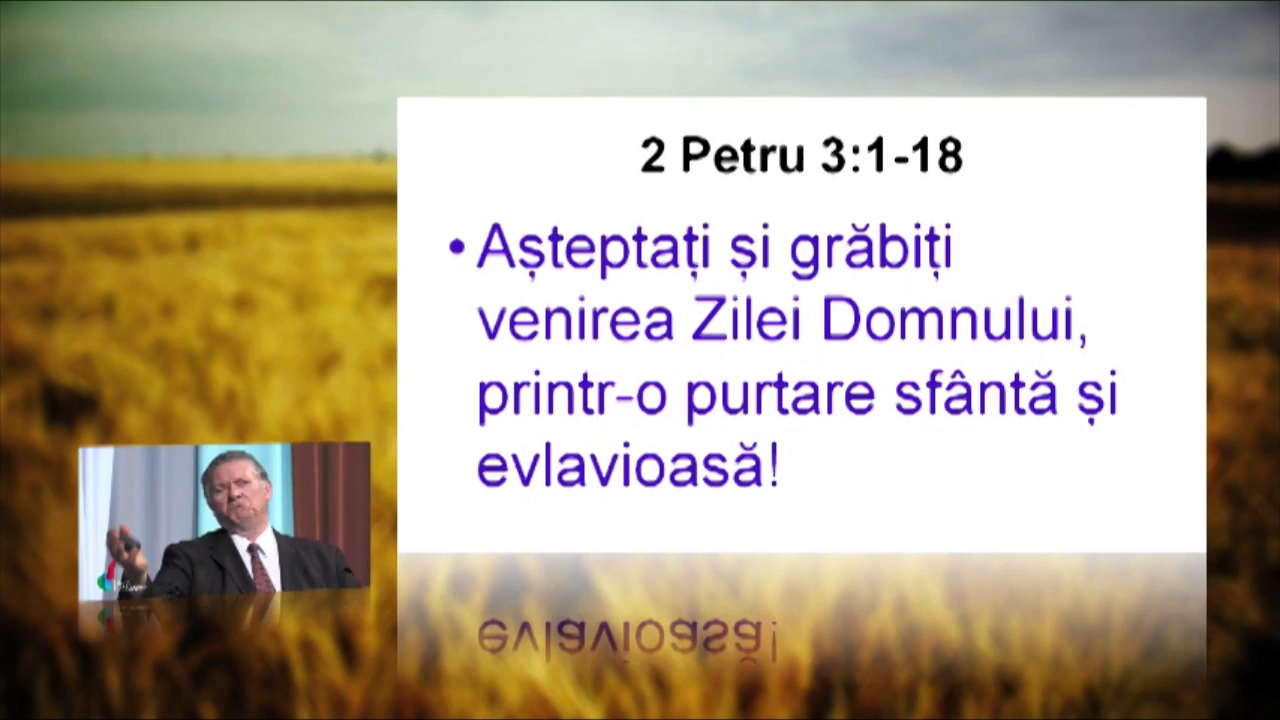 2 Petru 3:1-18
• Așteptați și grăbiți
venirea Zilei Domnului,
printr-o purtare sfântă și
evlavioasă!